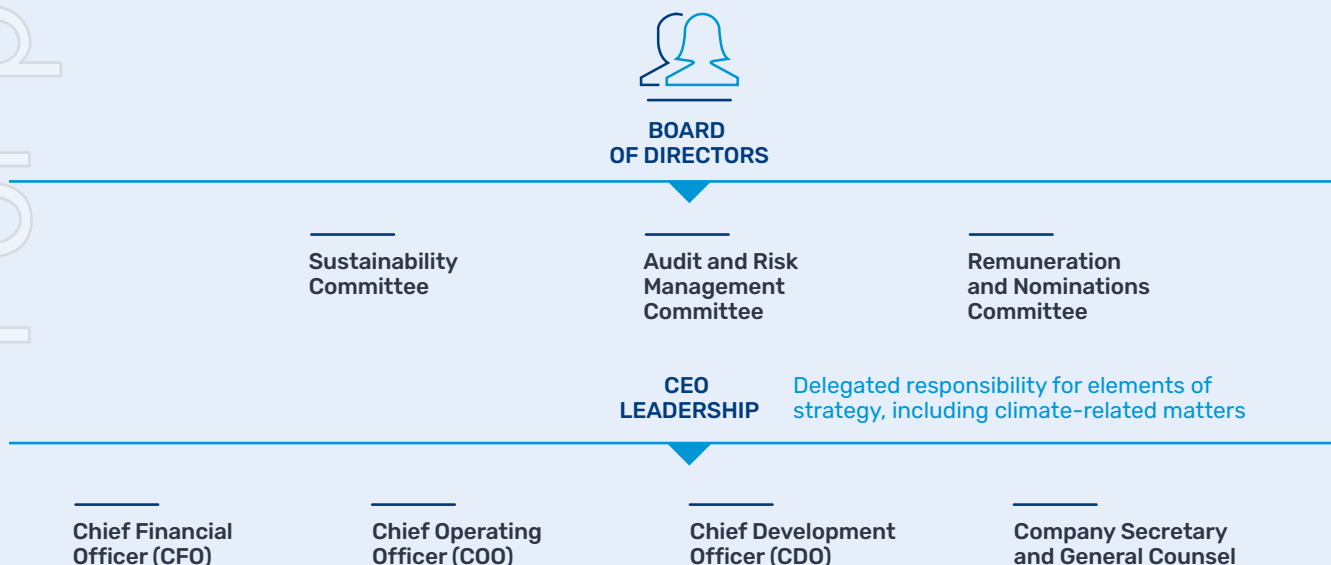 BOARD
OF DIRECTORS
Sustainability
Committee
Audit and Risk
Management
Committee
Remuneration
and Nominations
Committee
CEO
LEADERSHIP
Delegated responsibility for elements of
strategy, including climate-related matters
Chief Financial
Officer (CFO)
Chief Operating
Officer (COO)
Chief Development
Officer (CDO)
Company Secretary
and General Counsel